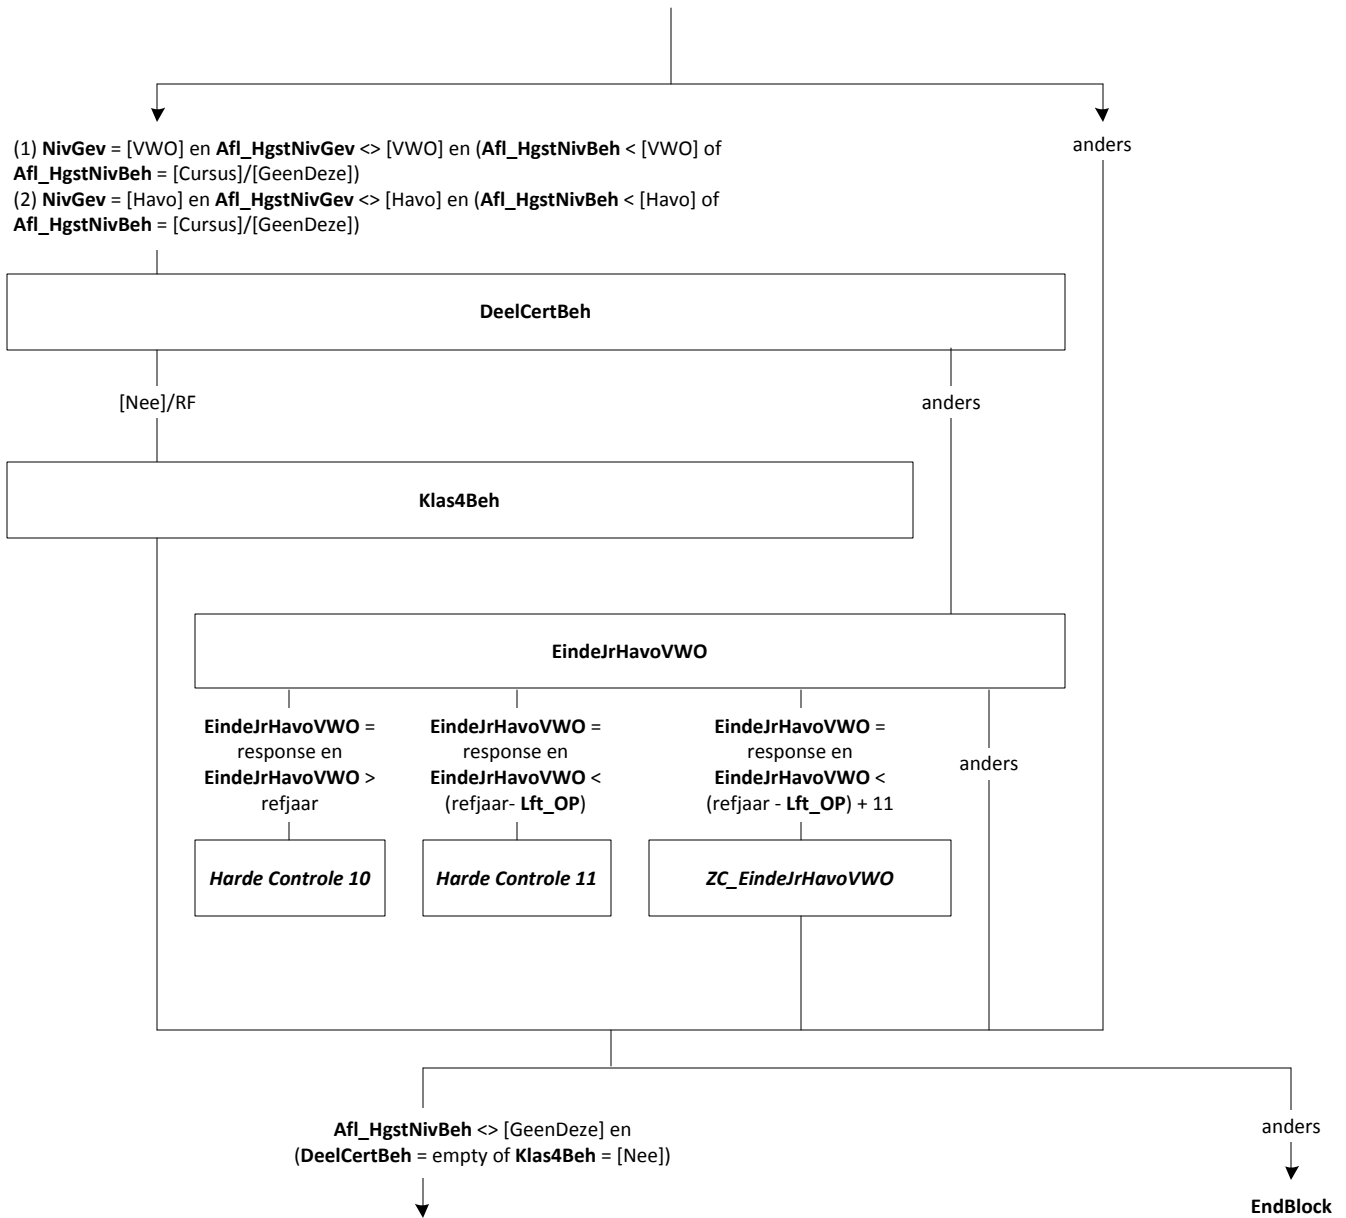 (1) NivGev = [VWO] en Afl_HgstNivGev <> [VWO] en (Afl_HgstNivBeh < [VWO] of
Afl_HgstNivBeh = [Cursus]/[GeenDeze])
(2) NivGev = [Havo] en Afl_HgstNivGev <> [Havo] en (Afl_HgstNivBeh < [Havo] of
Afl_HgstNivBeh = [Cursus]/[GeenDeze])
anders
DeelCertBeh
[Nee]/RF
anders
Klas4Beh
EindeJrHavoVWO
EindeJrHavoVWO =
response en
EindeJrHavoVWO >
refjaar
EindeJrHavoVWO =
response en
EindeJrHavoVWO <
(refjaar- Lft_OP)
EindeJrHavoVWO =
response en
EindeJrHavoVWO <
(refjaar - Lft_OP) + 11
anders
Harde Controle 10
Harde Controle 11
ZC_EindeJrHavoVWO
Afl_HgstNivBeh <> [GeenDeze] en
(DeelCertBeh = empty of Klas4Beh = [Nee])
anders
EndBlock